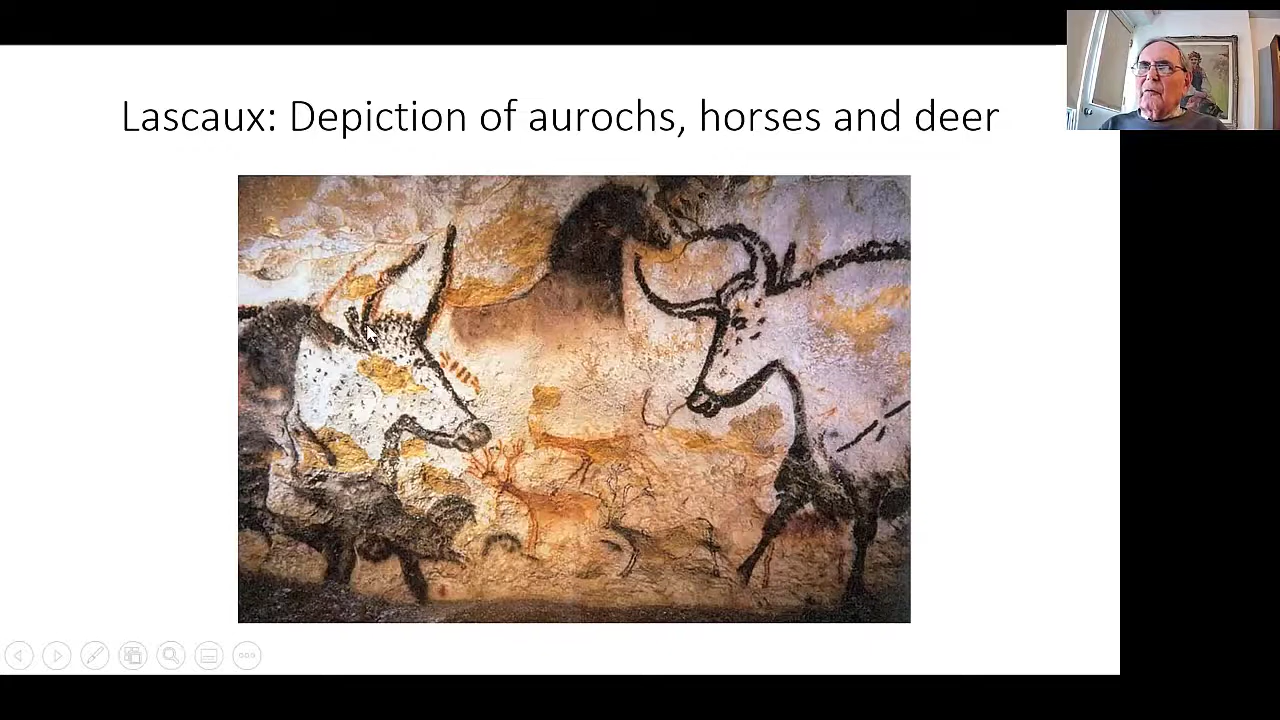 Lascaux: Depiction of aurochs, horses and deer